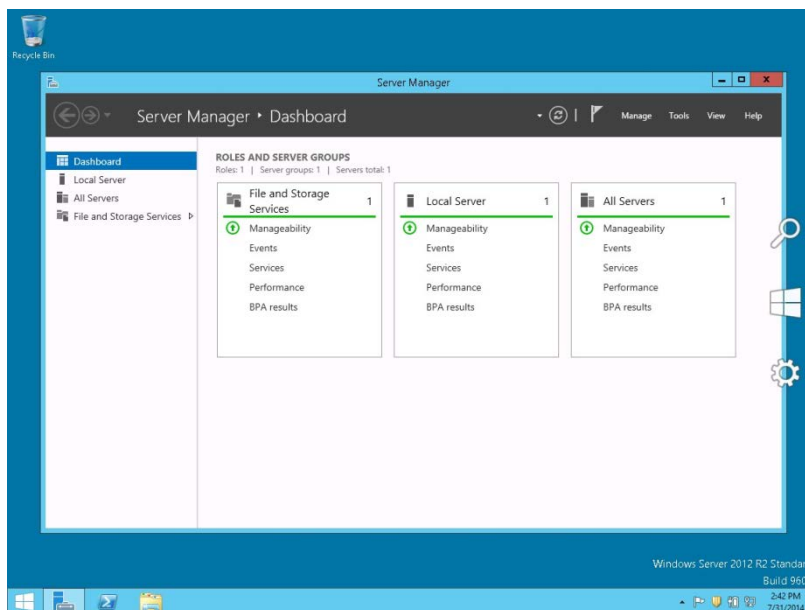 Recycle Bin
Server Manager
Server Manager • Dashboard
Manage Tools View Help
Dashboard
Local Server
All Servers
File and Storage Services
ROLES AND SERVER GROUPS
Roles: 1 | Server groups: 1 | Servers total: 1
File and Storage Services 1
Manageability
Events
Services
Performance
BPA results
Local Server 1
Manageability
Events
Services
Performance
BPA results
All Servers 1
Manageability
Events
Services
Performance
BPA results
Windows Server 2012 R2 Standar
Build 960
2:42 PM